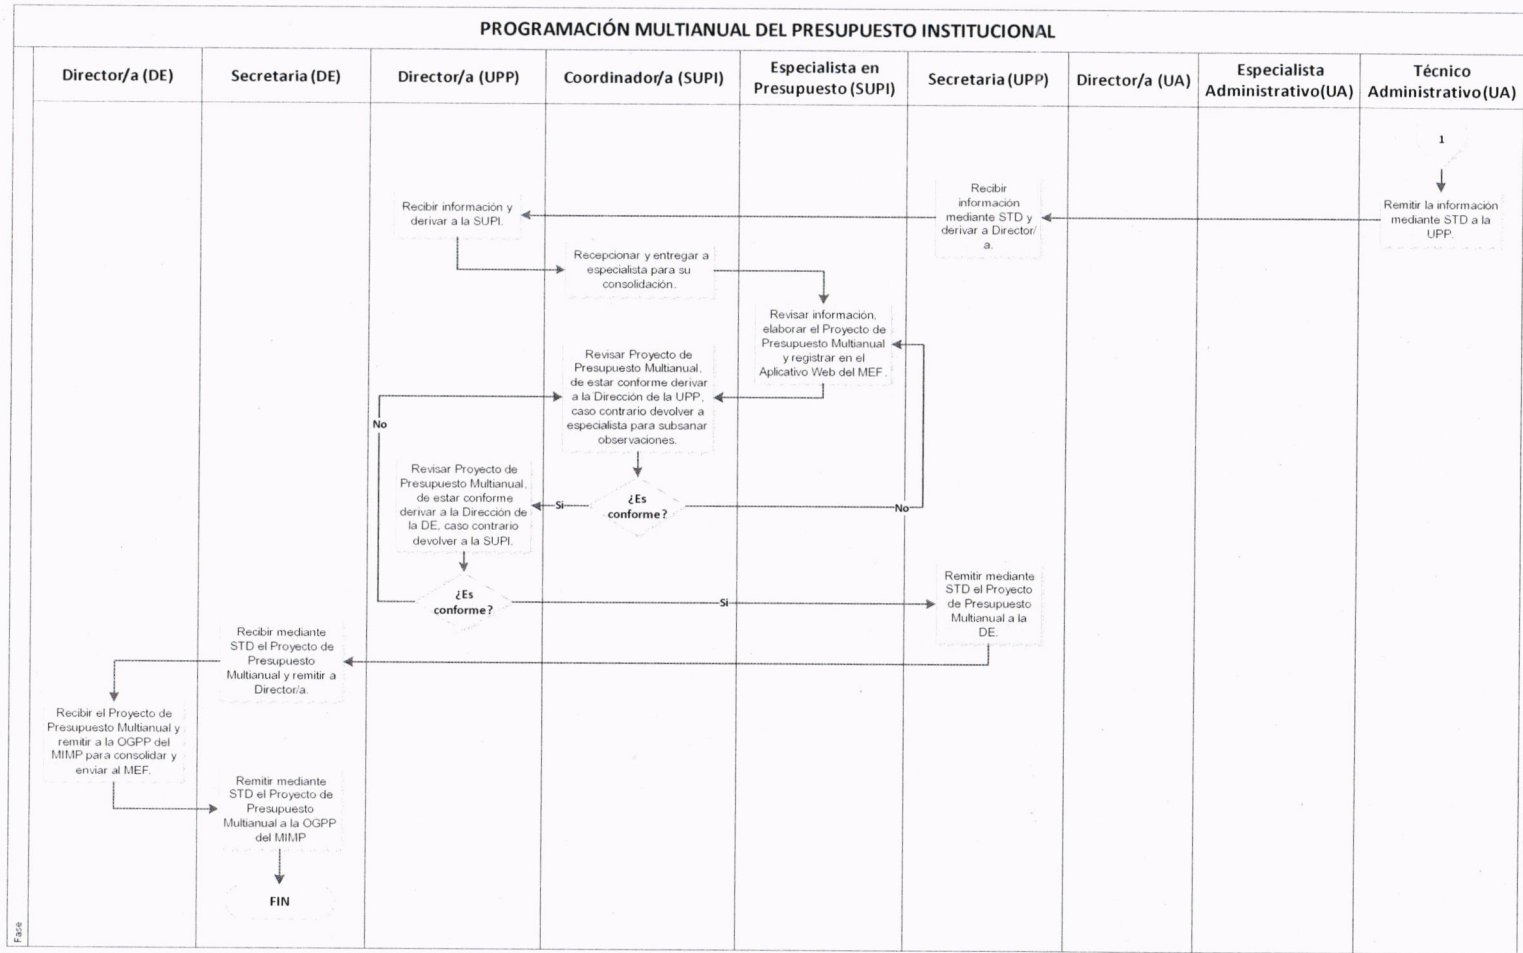 PROGRAMACIÓN MULTIANUAL DEL PRESUPUESTO INSTITUCIONAL
Director/a (DE)
Secretaria (DE)
Director/a (UPP)
Coordinador/a (SUPI)
Especialista en
Presupuesto (SUPI)
Secretaria (UPP)
Director/a (UA)
Especialista
Administrativo(UA)
Técnico
Administrativo(UA)
1
Remitir la información
mediante STD a la
UPP.
Recibir
información
mediante STD y
derivar a Director/
a.
Recibir información y
derivar a la SUPI.
Recepcionar y entregar a
especialista para su
consolidación.
Revisar información,
elaborar el Proyecto de
Presupuesto Multianual
y registrar en el
Aplicativo Web del MEF.
Revisar Proyecto de
Presupuesto Multianual,
de estar conforme derivar
a la Dirección de la UPP,
caso contrario devolver a
especialista para subsanar
observaciones.
No
¿Es
conforme?
Si
No
Revisar Proyecto de
Presupuesto Multianual,
de estar conforme
derivar a la Dirección de
la DE, caso contrario
devolver a la SUPI.
¿Es
conforme?
Si
Remitir mediante
STD el Proyecto
de Presupuesto
Multianual a la
DE.
Recibir mediante
STD el Proyecto de
Presupuesto
Multianual y remitir a
Director/a.
Recibir el Proyecto de
Presupuesto Multianual y
remitir a la OGPP del
MIMP para consolidar y
enviar al MEF.
Remitir mediante
STD el Proyecto de
Presupuesto
Multianual a la OGPP
del MIMP
FIN
Fase